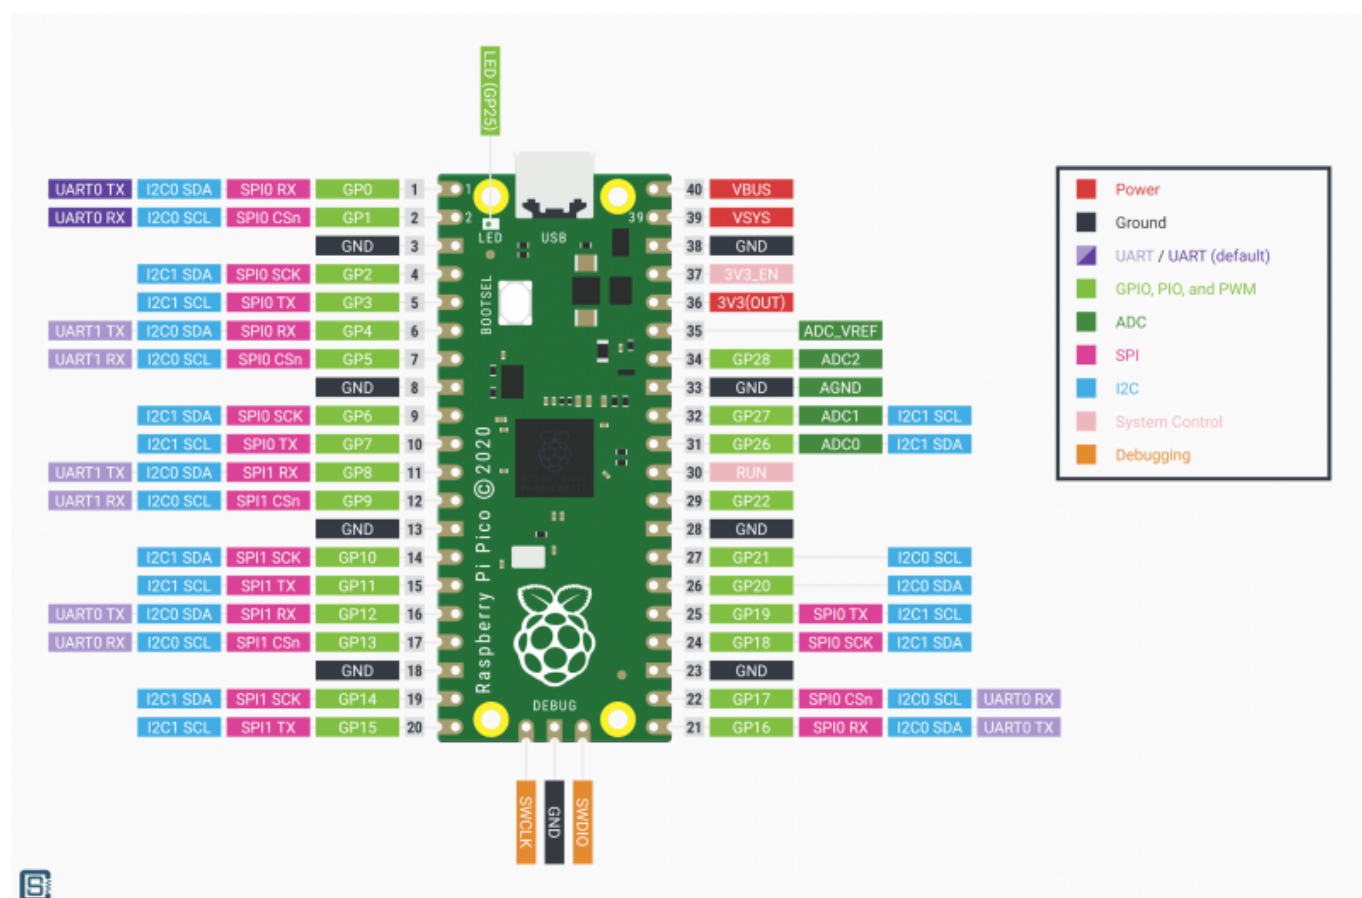 LED (GP25)
UART0 TX I2C0 SDA SPI0 RX GP0 1 1 40 VBUS
UART0 RX I2C0 SCL SPI0 CSn GP1 2 2 39 39 VSYS
LED USB
GND 3 38 GND
I2C1 SDA SPI0 SCK GP2 4 37 3V3_EN
I2C1 SCL SPI0 TX GP3 5 36 3V3(OUT)
BOOTSEL
UART1 TX I2C0 SDA SPI0 RX GP4 6 35 ADC_VREF
UART1 RX I2C0 SCL SPI0 CSn GP5 7 34 GP28 ADC2
GND 8 33 GND AGND
I2C1 SDA SPI0 SCK GP6 9 32 GP27 ADC1 I2C1 SCL
I2C1 SCL SPI0 TX GP7 10 31 GP26 ADC0 I2C1 SDA
UART1 TX I2C0 SDA SPI1 RX GP8 11 30 RUN
UART1 RX I2C0 SCL SPI1 CSn GP9 12 29 GP22
GND 13 28 GND
I2C1 SDA SPI1 SCK GP10 14 27 GP21 I2C0 SCL
I2C1 SCL SPI1 TX GP11 15 26 GP20 I2C0 SDA
UART0 TX I2C0 SDA SPI1 RX GP12 16 25 GP19 SPI0 TX I2C1 SCL
UART0 RX I2C0 SCL SPI1 CSn GP13 17 24 GP18 SPI0 SCK I2C1 SDA
GND 18 23 GND
I2C1 SDA SPI1 SCK GP14 19 22 GP17 SPI0 CSn I2C0 SCL UART0 RX
I2C1 SCL SPI1 TX GP15 20 21 GP16 SPI0 RX I2C0 SDA UART0 TX
Raspberry Pi Pico ©2020
DEBUG
SWCLK
GND
SWDIO
Power
Ground
UART / UART (default)
GPIO, PIO, and PWM
ADC
SPI
I2C
System Control
Debugging